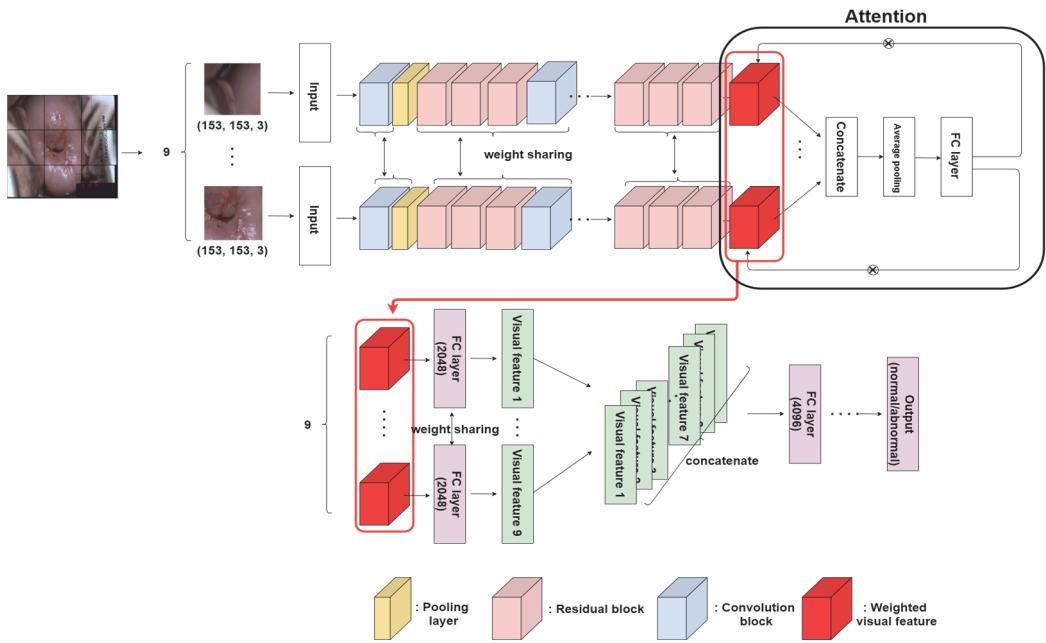 Attention
9
(153, 153, 3)
Input
weight sharing
(153, 153, 3)
Input
Concatenate
Average pooling
FC layer
9
FC layer
(2048)
Visual feature 1
weight sharing
FC layer
(2048)
Visual feature 9
Visual feature 1
Visual feature 7
concatenate
FC layer
(4096)
Output
(normal/abnormal)
: Pooling
layer
: Residual block
: Convolution
block
: Weighted
visual feature